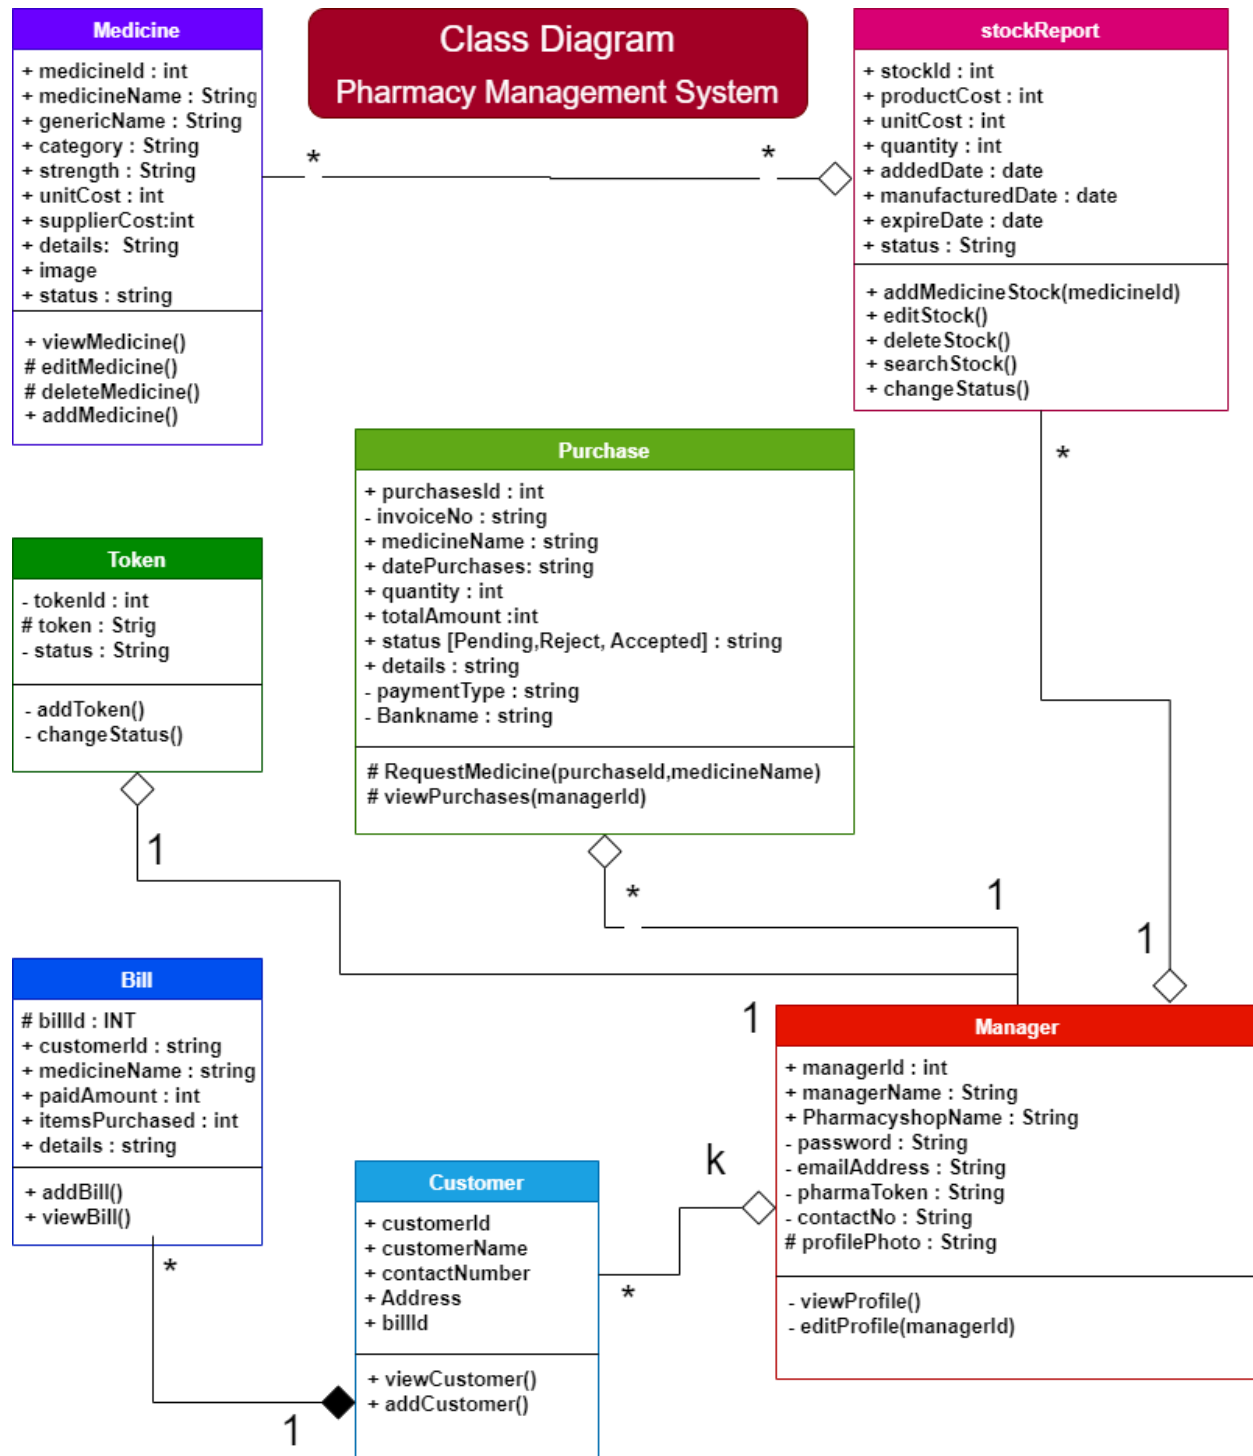 Class Diagram
Pharmacy Management System
Medicine
+ medicineId : int
+ medicineName : String
+ genericName : String
+ category : String
+ strength : String
+ unitCost : int
+ supplierCost:int
+ details: String
+ image
+ status : string
+ viewMedicine()
# editMedicine()
# deleteMedicine()
+ addMedicine()
*
*
stockReport
+ stockId : int
+ productCost : int
+ unitCost : int
+ quantity : int
+ addedDate : date
+ manufacturedDate : date
+ expireDate : date
+ status : String
+ addMedicineStock(medicineId)
+ editStock()
+ deleteStock()
+ searchStock()
+ changeStatus()
*
Purchase
+ purchasesId : int
- invoiceNo : string
+ medicineName : string
+ datePurchases: string
+ quantity : int
+ totalAmount :int
+ status [Pending,Reject, Accepted] : string
+ details : string
- paymentType : string
- Bankname : string
# RequestMedicine(purchaseId,medicineName)
# viewPurchases(managerId)
*
1
1
Token
- tokenId : int
# token : Strig
- status : String
- addToken()
- changeStatus()
1
1
Bill
# billId : INT
+ customerId : string
+ medicineName : string
+ paidAmount : int
+ itemsPurchased : int
+ details : string
+ addBill()
+ viewBill()
*
1
Customer
+ customerId
+ customerName
+ contactNumber
+ Address
+ billId
+ viewCustomer()
+ addCustomer()
*
k
Manager
+ managerId : int
+ managerName : String
+ PharmacyshopName : String
- password : String
- emailAddress : String
- pharmaToken : String
- contactNo : String
# profilePhoto : String
- viewProfile()
- editProfile(managerId)